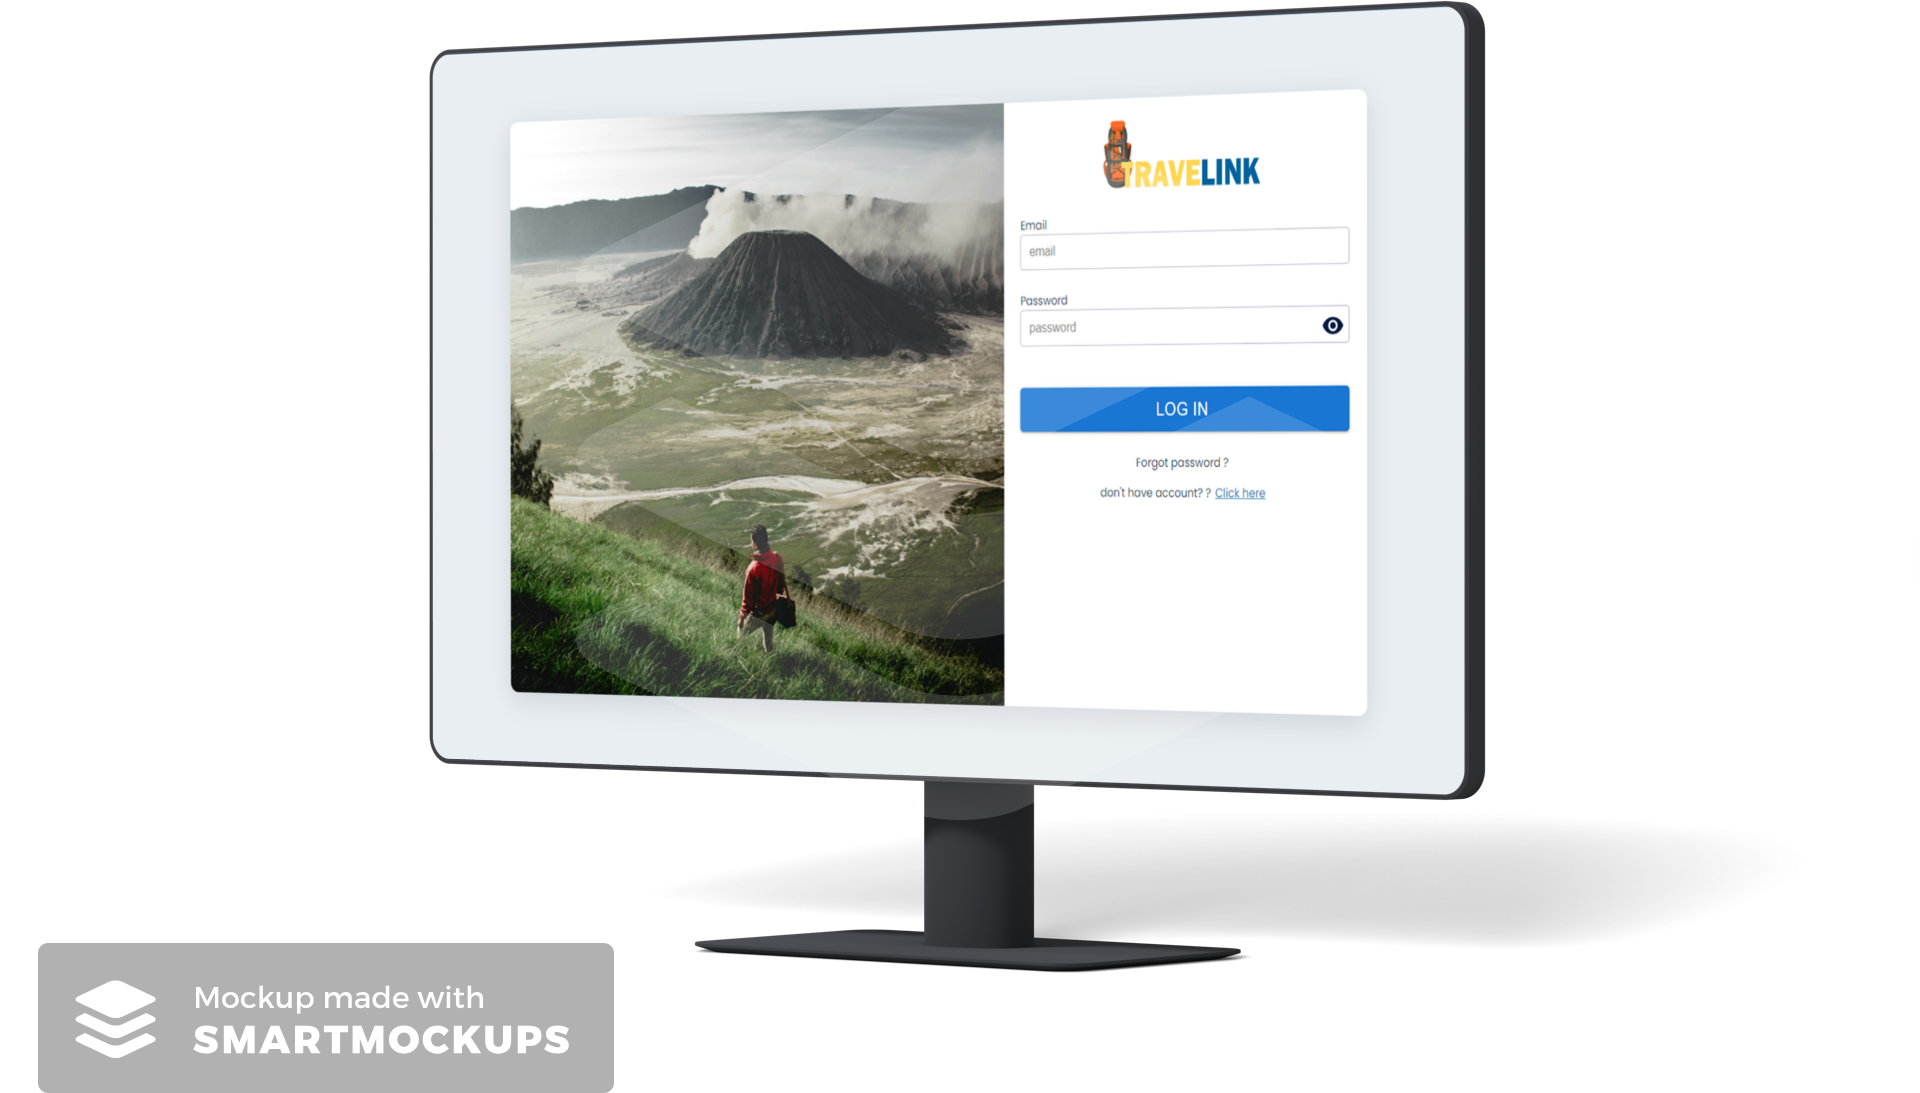 TRAVELINK
Email
email
Password
password
LOG IN
Forgot password ?
don't have account? ? Click here
Mockup made with
SMARTMOCKUPS